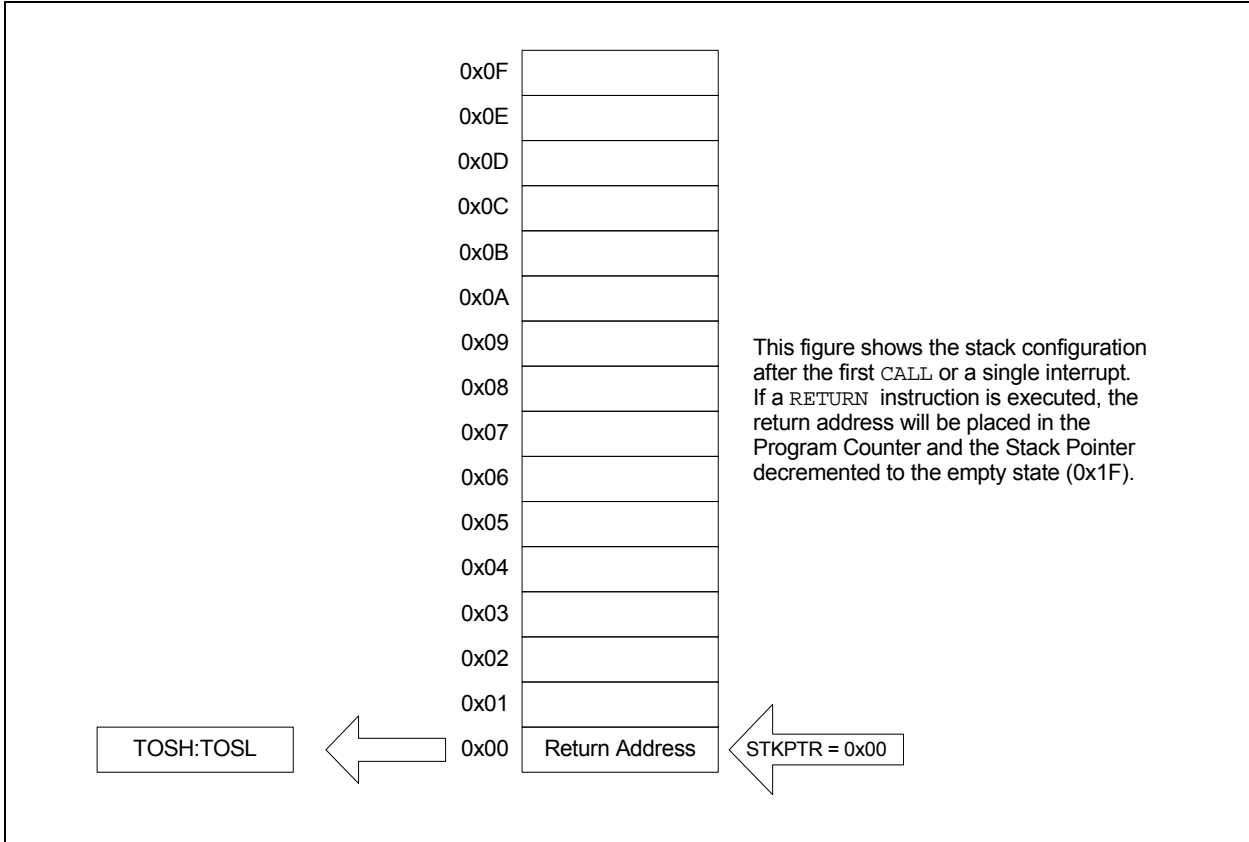 0x0F
0x0E
0x0D
0x0C
0x0B
0x0A
0x09
This figure shows the stack configuration
after the first CALL or a single interrupt.
If a RETURN instruction is executed, the
return address will be placed in the
Program Counter and the Stack Pointer
decremented to the empty state (0x1F).
0x08
0x07
0x06
0x05
0x04
0x03
0x02
0x01
TOSH:TOSL
0x00
Return Address
STKPTR = 0x00